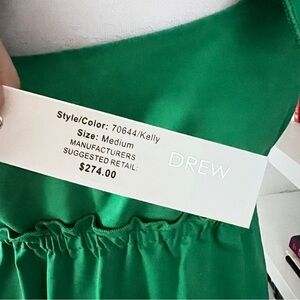 Style/Color: 70644/Kelly
Size: Medium
MANUFACTURERS
SUGGESTED RETAIL:
$274.00
DREW